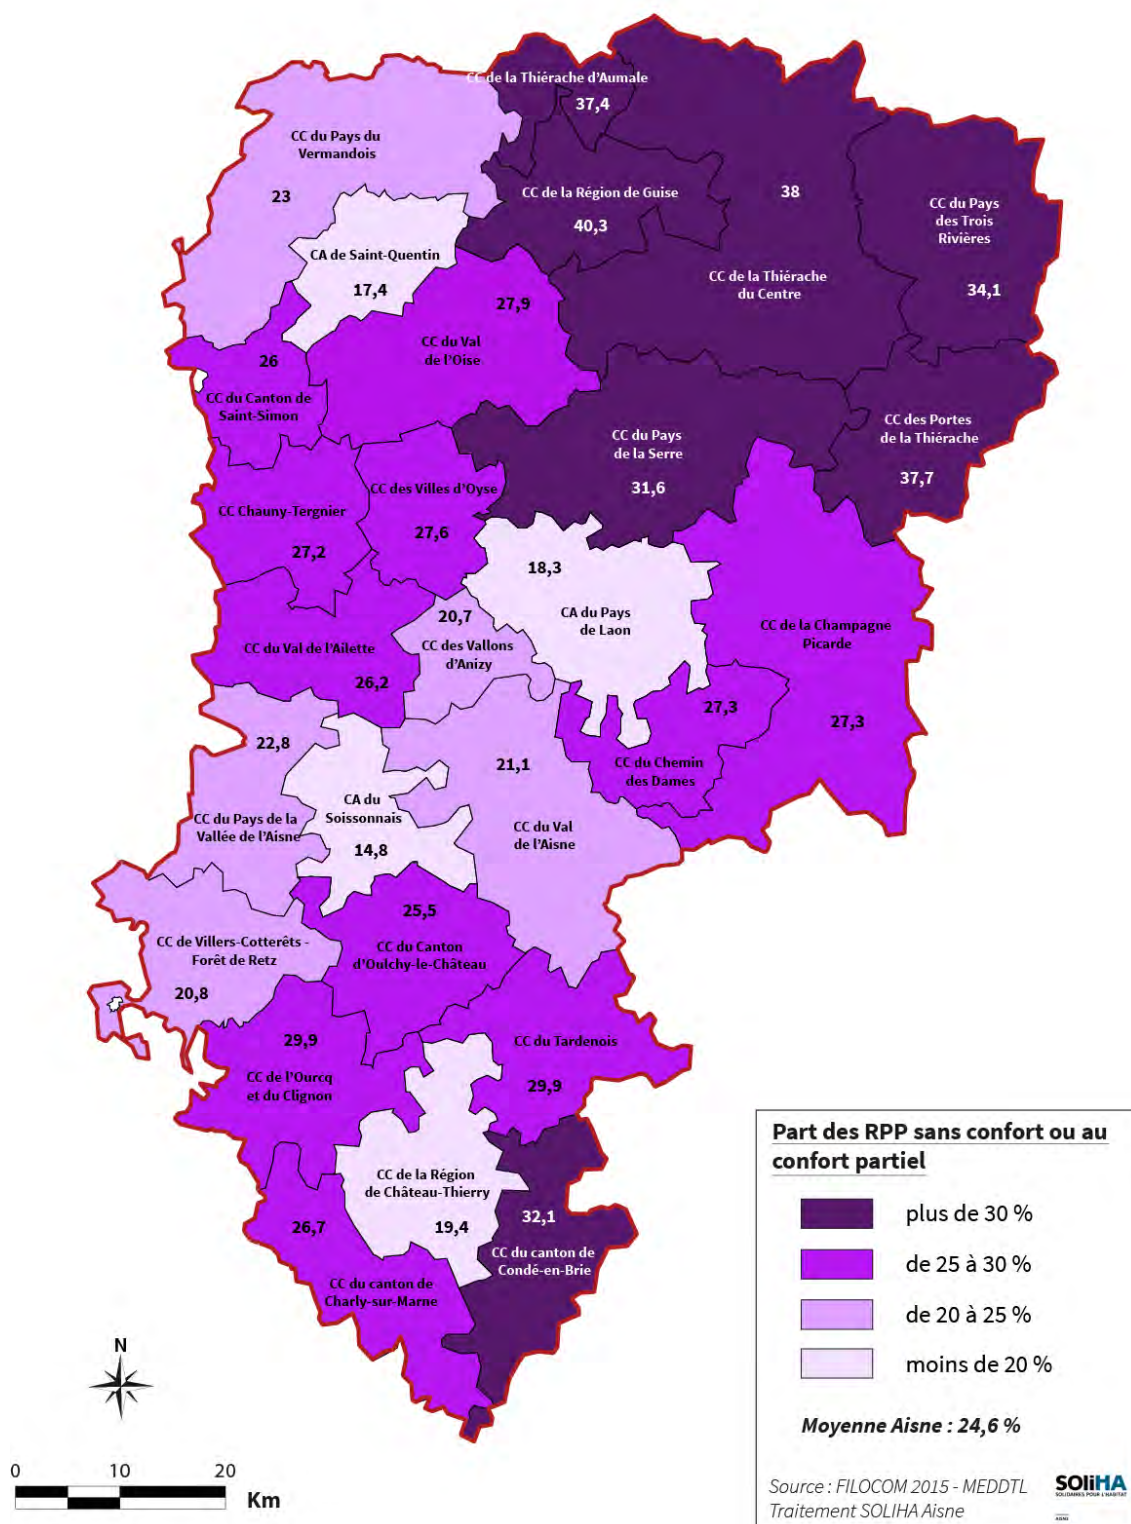 CC de la Thiérache d'Aumale
37,4
CC du Pays du
Vermandois
23
CC de la Région de Guise
40,3
38
CC de la Thiérache
du Centre
CC du Pays
des Trois
Rivières
34,1
CA de Saint-Quentin
17,4
27,9
CC du Val
de l'Oise
26
CC du Canton de
Saint-Simon
CC du Pays
de la Serre
31,6
CC des Portes
de la Thiérache
37,7
CC Chauny-Tergnier
27,2
CC des Villes d'Oyse
27,6
18,3
CA du Pays
de Laon
CC de la Champagne
Picarde
27,3
20,7
CC des Vallons
d'Anizy
CC du Val de l'Ailette
26,2
27,3
CC du Chemin
des Dames
22,8
CC du Pays de la
Vallée de l'Aisne
CA du
Soissonnais
14,8
21,1
CC du Val
de l'Aisne
25,5
CC du Canton
d'Oulchy-le-Château
CC de Villers-Cotterêts -
Forêt de Retz
20,8
29,9
CC de l'Ourcq
et du Clignon
CC du Tardenois
29,9
CC de la Région
de Château-Thierry
19,4
26,7
CC du canton de
Charly-sur-Marne
32,1
CC du canton de
Condé-en-Brie
N
0 10 20
Km
Part des RPP sans confort ou au
confort partiel
plus de 30 %
de 25 à 30 %
de 20 à 25 %
moins de 20 %
Moyenne Aisne : 24,6 %
Source : FILOCOM 2015 - MEDDTL
Traitement SOLIHA Aisne
SOLiHA
SOLIDAIRES POUR L'HABITAT
AISNE